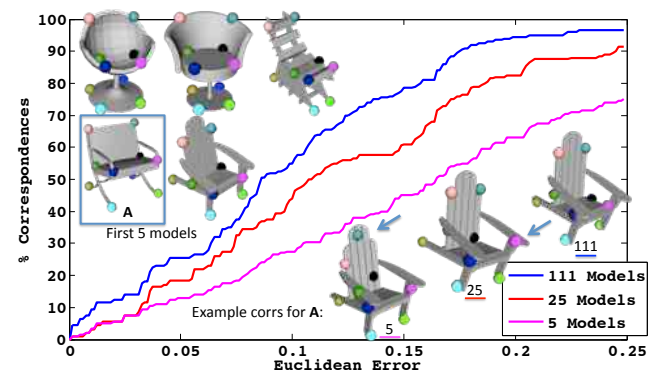 % Correspondences
100
90
80
70
60
50
40
30
20
10
0
A
First 5 models
Example corrs for A:
5
25
111
111 Models
25 Models
5 Models
0 0.05 0.1 0.15 0.2 0.25
Euclidean Error